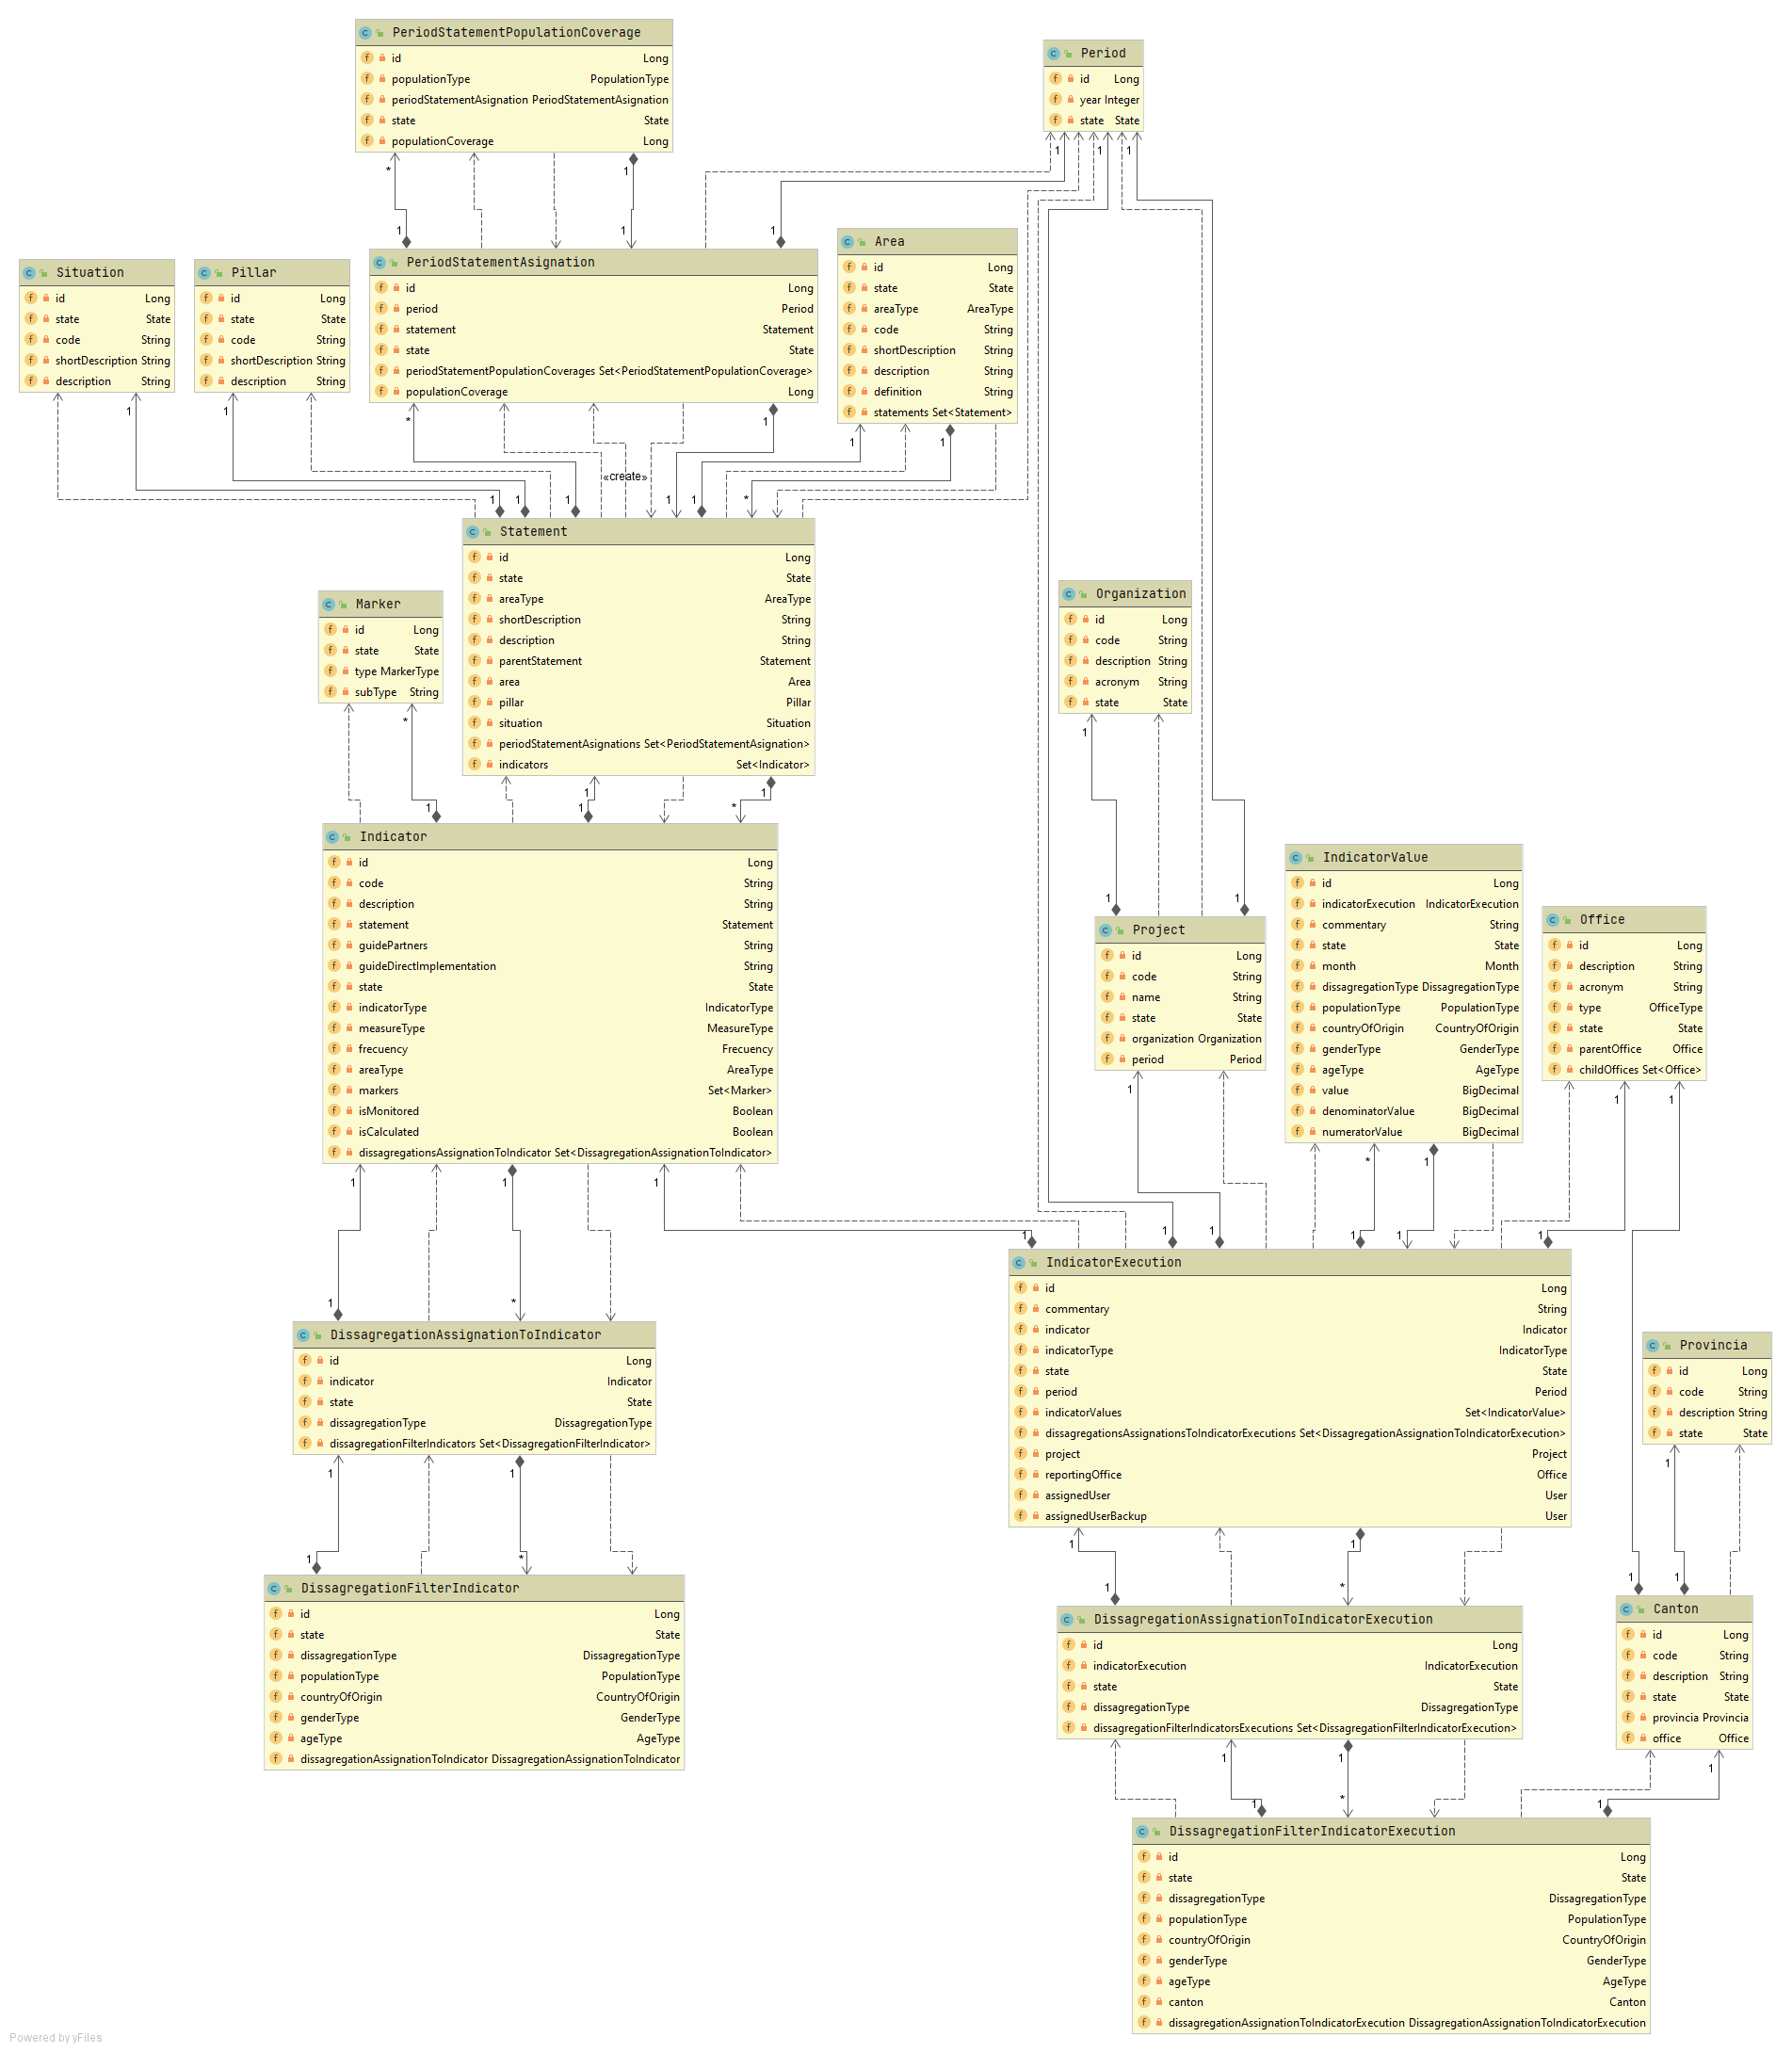 PeriodStatementPopulationCoverage
id Long
populationType PopulationType
periodStatementAsignation PeriodStatementAsignation
state State
populationCoverage Long
Period
id Long
year Integer
state State
PeriodStatementAsignation
id Long
period Period
statement Statement
state State
periodStatementPopulationCoverages Set<PeriodStatementPopulationCoverage>
populationCoverage Long
Area
id Long
state State
areaType AreaType
code String
shortDescription String
description String
definition String
statements Set<Statement>
Situation
id Long
state State
code String
shortDescription String
description String
Pillar
id Long
state State
code String
shortDescription String
description String
«create»
Statement
id Long
state State
areaType AreaType
shortDescription String
description String
parentStatement Statement
area Area
pillar Pillar
situation Situation
periodStatementAsignations Set<PeriodStatementAsignation>
indicators Set<Indicator>
Marker
id Long
state State
type MarkerType
subType String
Organization
id Long
code String
description String
acronym String
state State
Indicator
id Long
code String
description String
statement Statement
guidePartners String
guideDirectImplementation String
state State
indicatorType IndicatorType
measureType MeasureType
frecuency Frecuency
areaType AreaType
markers Set<Marker>
isMonitored Boolean
isCalculated Boolean
dissagregationsAssignationToIndicator Set<DissagregationAssignationToIndicator>
Project
id Long
code String
name String
state State
organization Organization
period Period
IndicatorValue
id Long
indicatorExecution IndicatorExecution
commentary String
state State
month Month
dissagregationType DissagregationType
populationType PopulationType
countryOfOrigin CountryOfOrigin
genderType GenderType
ageType AgeType
value BigDecimal
denominatorValue BigDecimal
numeratorValue BigDecimal
Office
id Long
description String
acronym String
type OfficeType
state State
parentOffice Office
childOffices Set<Office>
IndicatorExecution
id Long
commentary String
indicator Indicator
indicatorType IndicatorType
state State
period Period
indicatorValues Set<IndicatorValue>
dissagregationsAssignationsToIndicatorExecutions Set<DissagregationAssignationToIndicatorExecution>
project Project
reportingOffice Office
assignedUser User
assignedUserBackup User
DissagregationAssignationToIndicator
id Long
indicator Indicator
state State
dissagregationType DissagregationType
dissagregationFilterIndicators Set<DissagregationFilterIndicator>
Provincia
id Long
code String
description String
state State
DissagregationFilterIndicator
id Long
state State
dissagregationType DissagregationType
populationType PopulationType
countryOfOrigin CountryOfOrigin
genderType GenderType
ageType AgeType
dissagregationAssignationToIndicator DissagregationAssignationToIndicator
DissagregationAssignationToIndicatorExecution
id Long
indicatorExecution IndicatorExecution
state State
dissagregationType DissagregationType
dissagregationFilterIndicatorsExecutions Set<DissagregationFilterIndicatorExecution>
Canton
id Long
code String
description String
state State
provincia Provincia
office Office
DissagregationFilterIndicatorExecution
id Long
state State
dissagregationType DissagregationType
populationType PopulationType
countryOfOrigin CountryOfOrigin
genderType GenderType
ageType AgeType
canton Canton
dissagregationAssignationToIndicatorExecution DissagregationAssignationToIndicatorExecution
Powered by yFiles